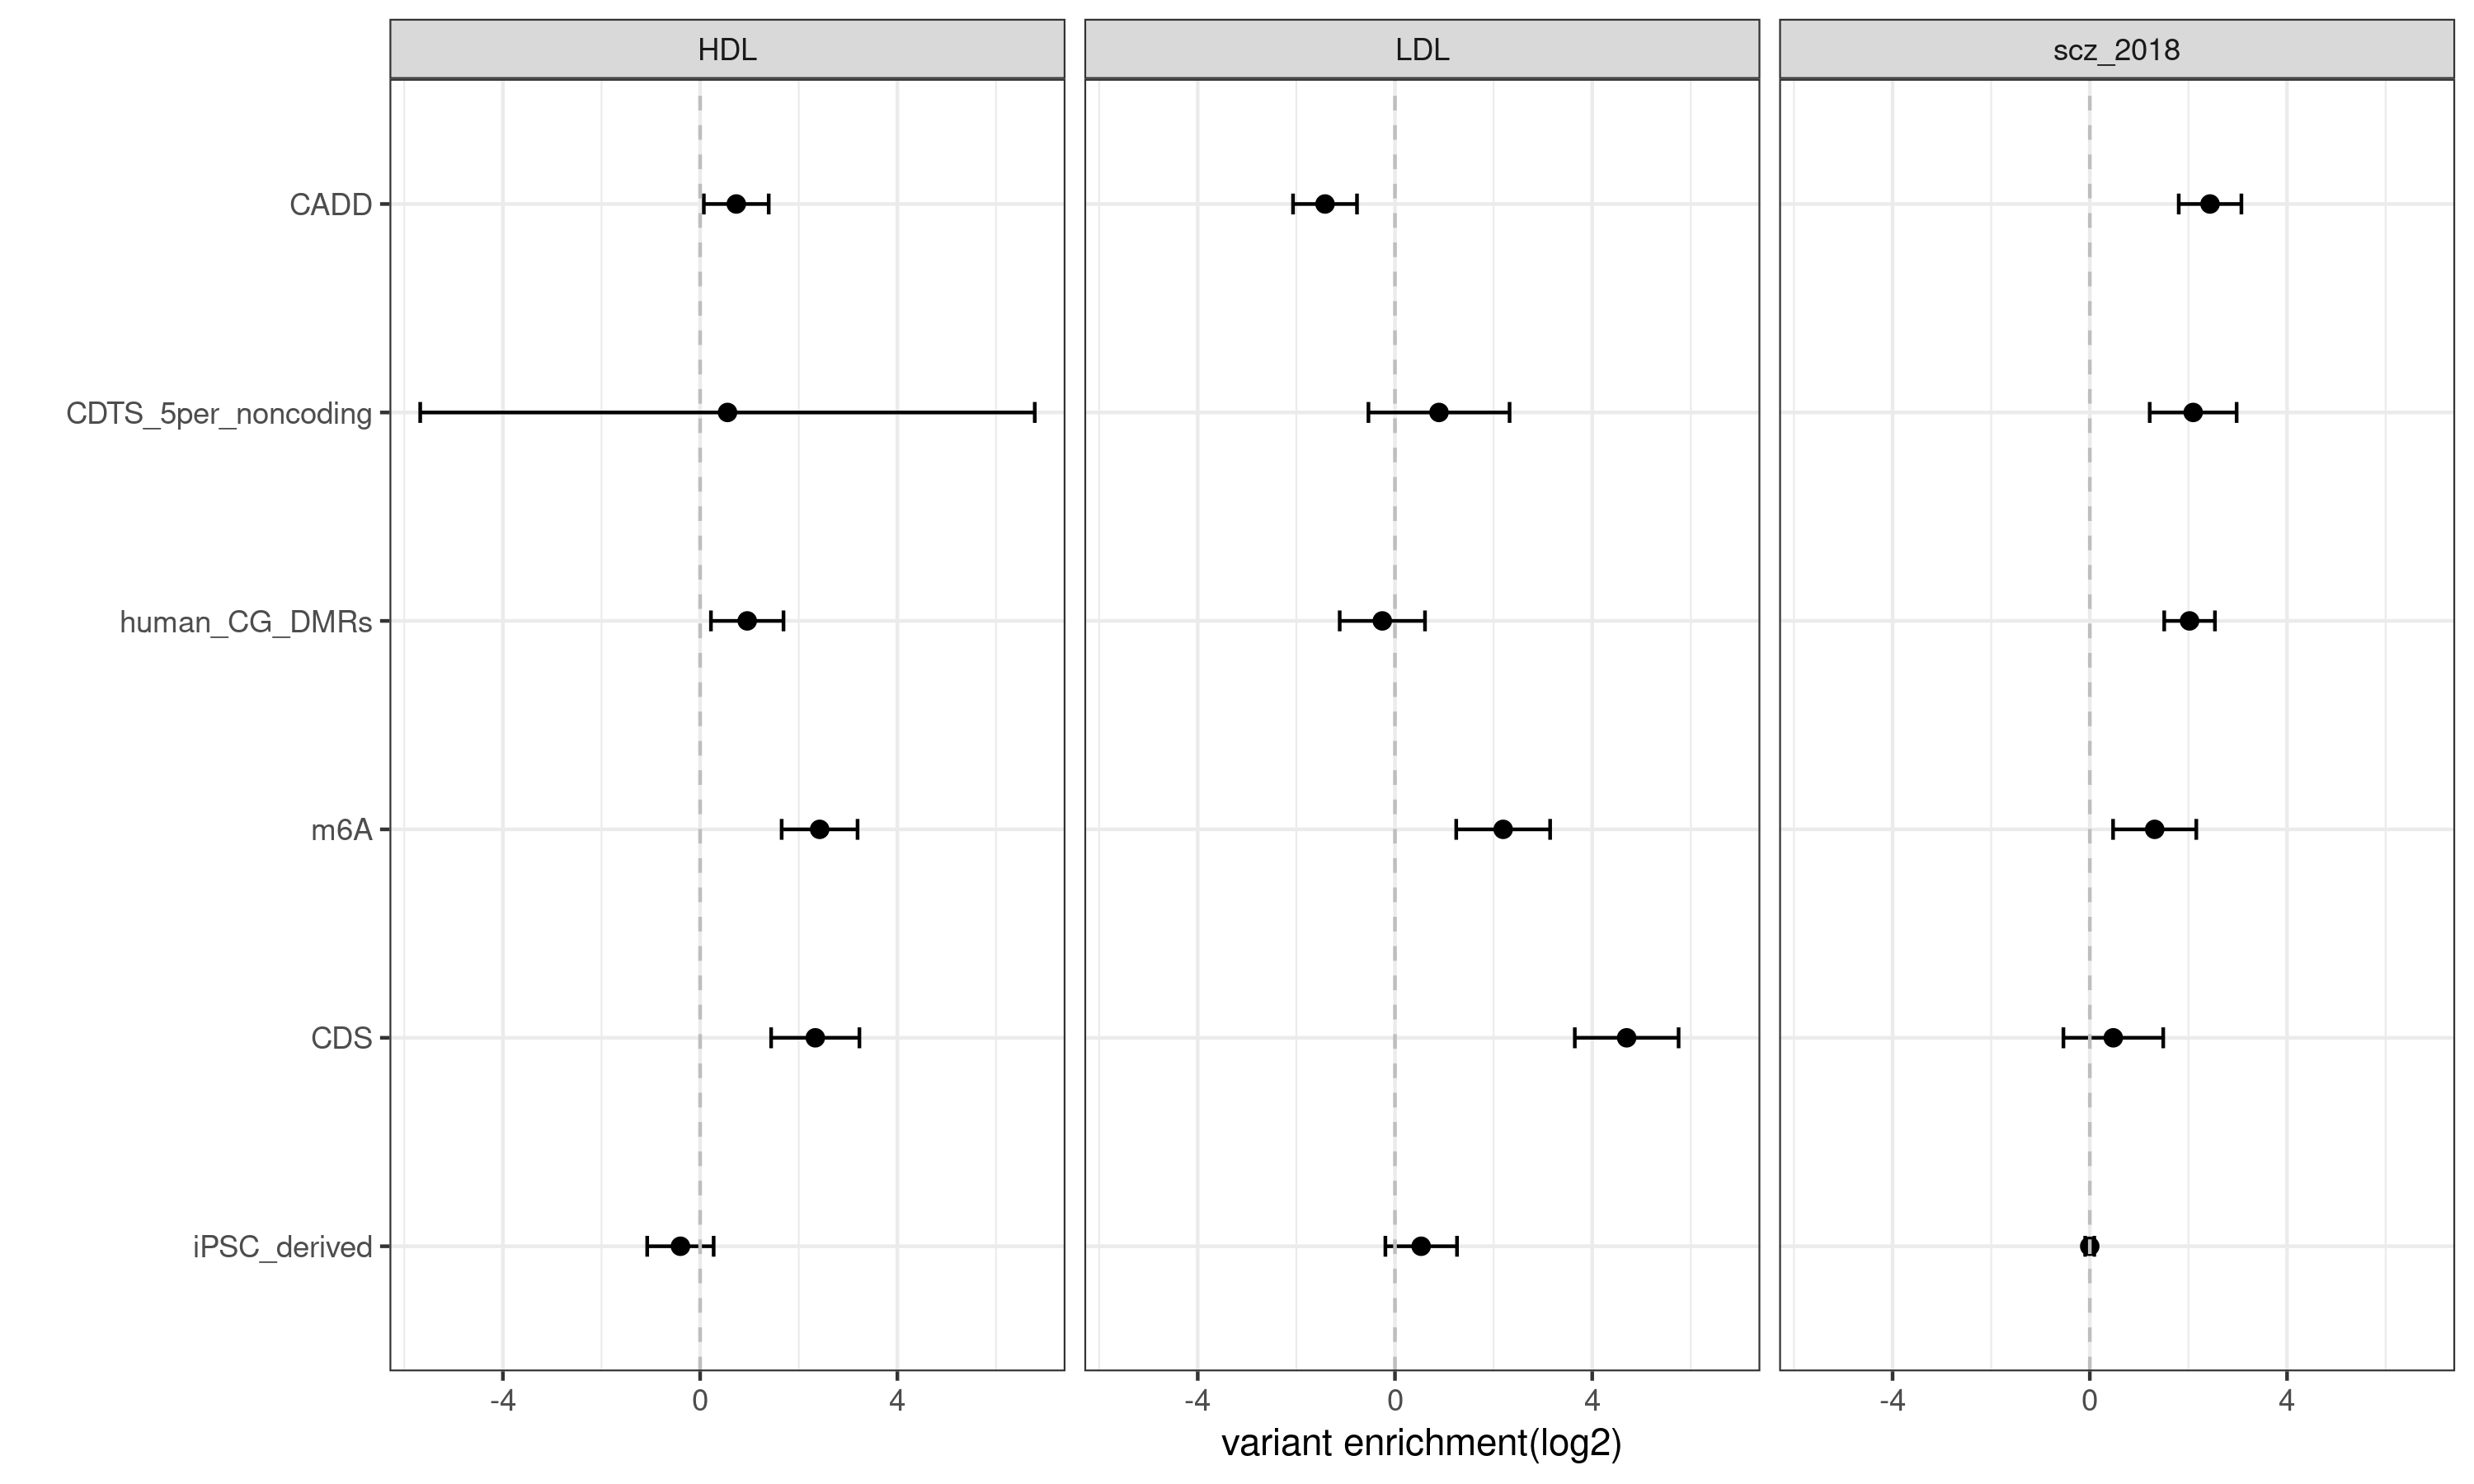 HDL LDL scz_2018
CADD
CDTS_5per_noncoding
human_CG_DMRs
m6A
CDS
iPSC_derived
-4 0 4 -4 0 4 -4 0 4
variant enrichment(log2)